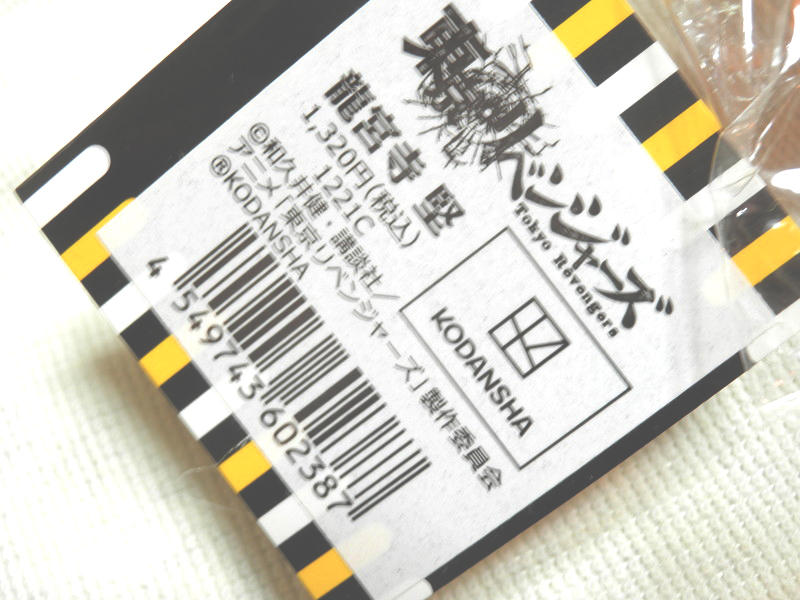 東京リベンジャーズ
Tokyo Revengers
龍宮寺 堅
1,320円(税込)
1221C
©和久井健・講談社／
アニメ「東京リベンジャーズ」製作委員会
®KODANSHA
KODANSHA
4 549743 602387